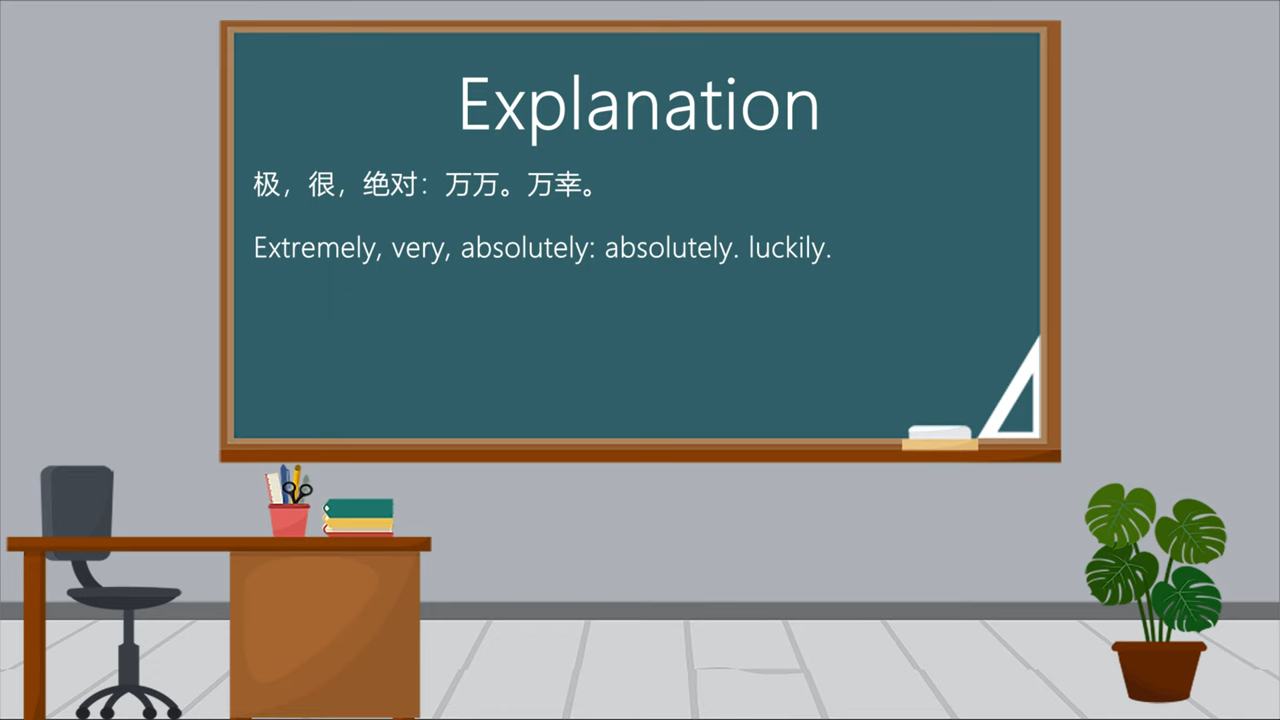 Explanation
极，很，绝对：万万。万幸。
Extremely, very, absolutely: absolutely. luckily.